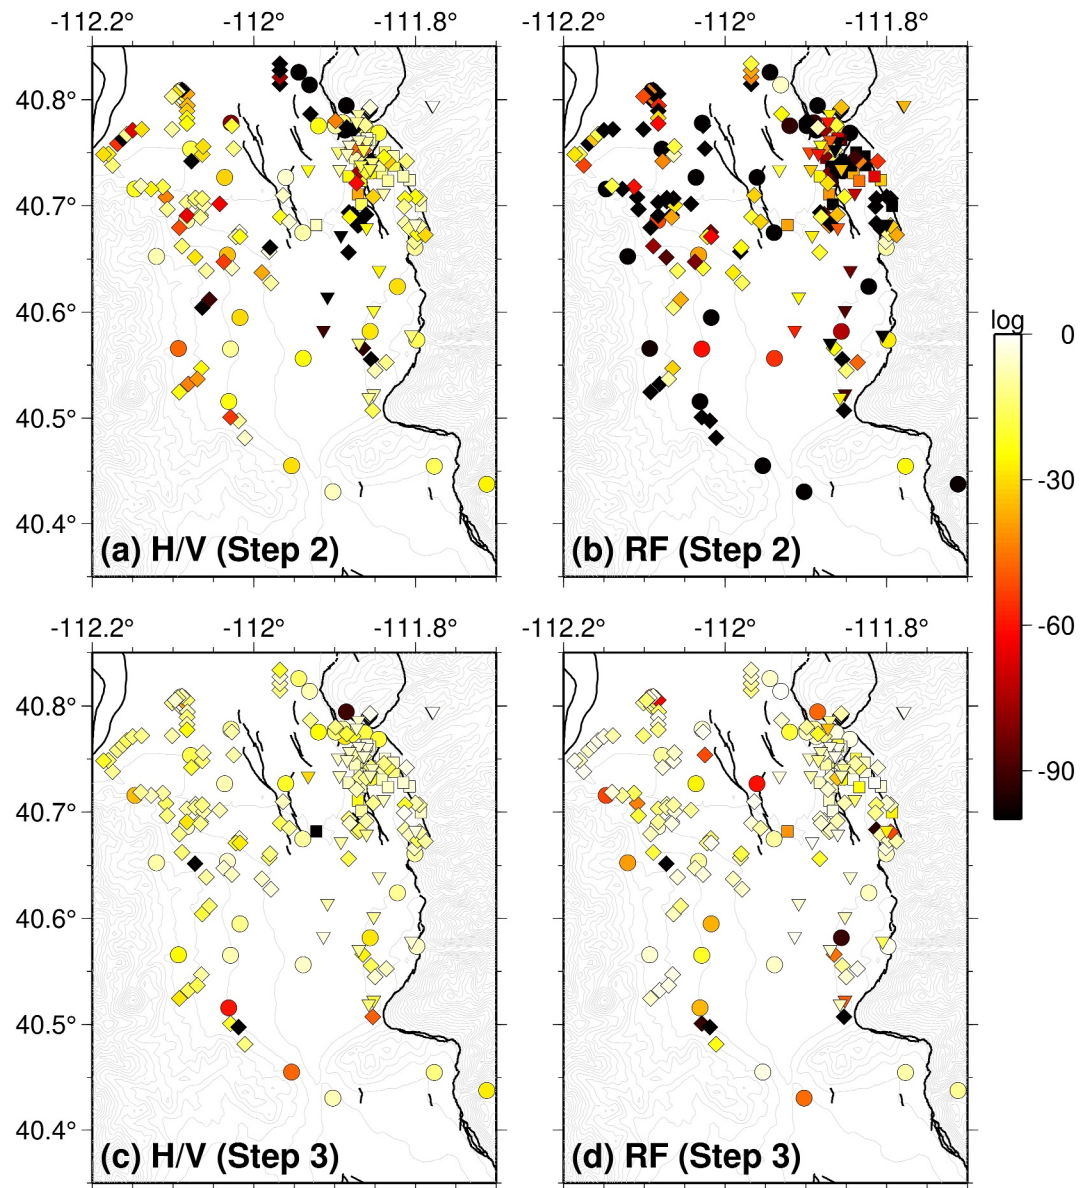 -112.2° -112° -111.8° -112.2° -112° -111.8°
40.8°
40.7°
40.6°
40.5°
40.4°
(a) H/V (Step 2) (b) RF (Step 2)
log
0
-30
-60
-90
-112.2° -112° -111.8° -112.2° -112° -111.8°
40.8°
40.7°
40.6°
40.5°
40.4°
(c) H/V (Step 3) (d) RF (Step 3)